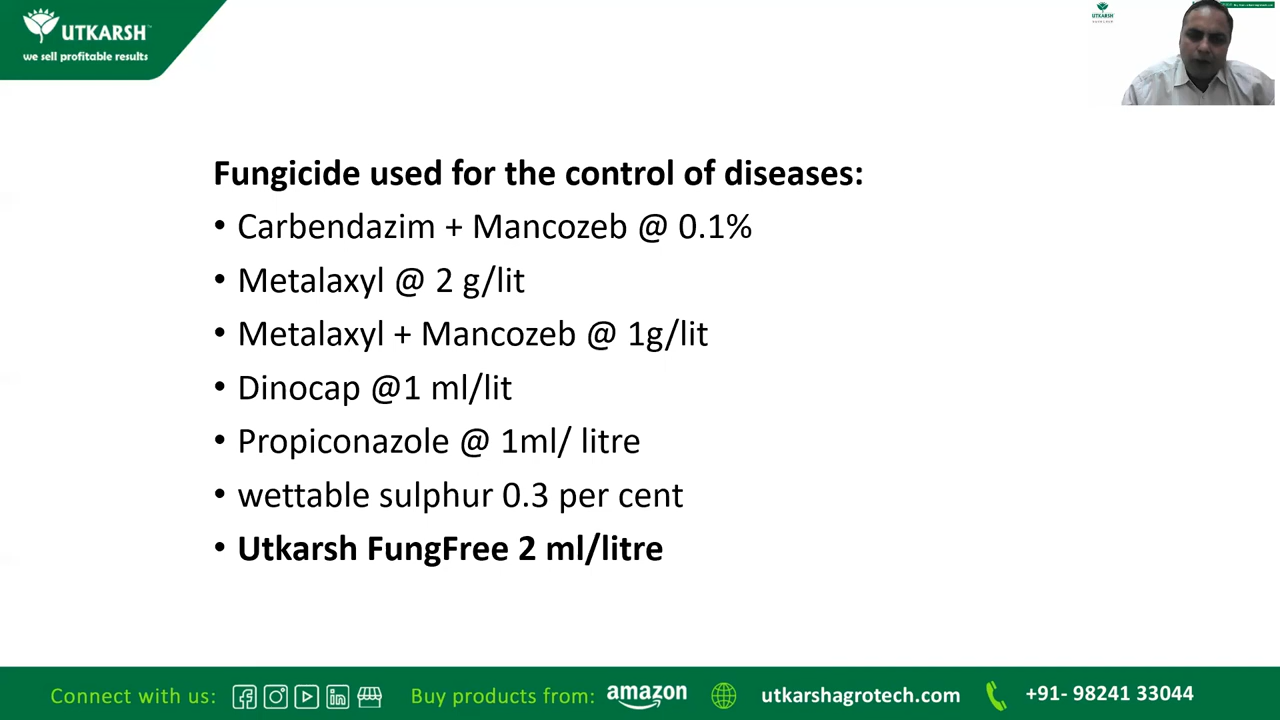 UTKARSH
we sell profitable results
UTKARSH
Fungicide used for the control of diseases:
• Carbendazim + Mancozeb @ 0.1%
• Metalaxyl @ 2 g/lit
• Metalaxyl + Mancozeb @ 1g/lit
• Dinocap @1 ml/lit
• Propiconazole @ 1ml/ litre
• wettable sulphur 0.3 per cent
• Utkarsh FungFree 2 ml/litre
Connect with us: Buy products from: amazon utkarshagrotech.com +91- 98241 33044